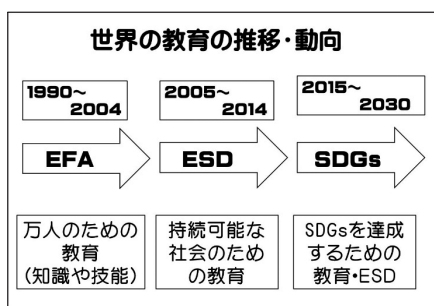 世界の教育の推移・動向
1990〜
2004
2005〜
2014
2015〜
2030
EFA
ESD
SDGs
万人のための
教育
(知識や技能)
持続可能な
社会のため
の教育
SDGsを達成
するための
教育・ESD